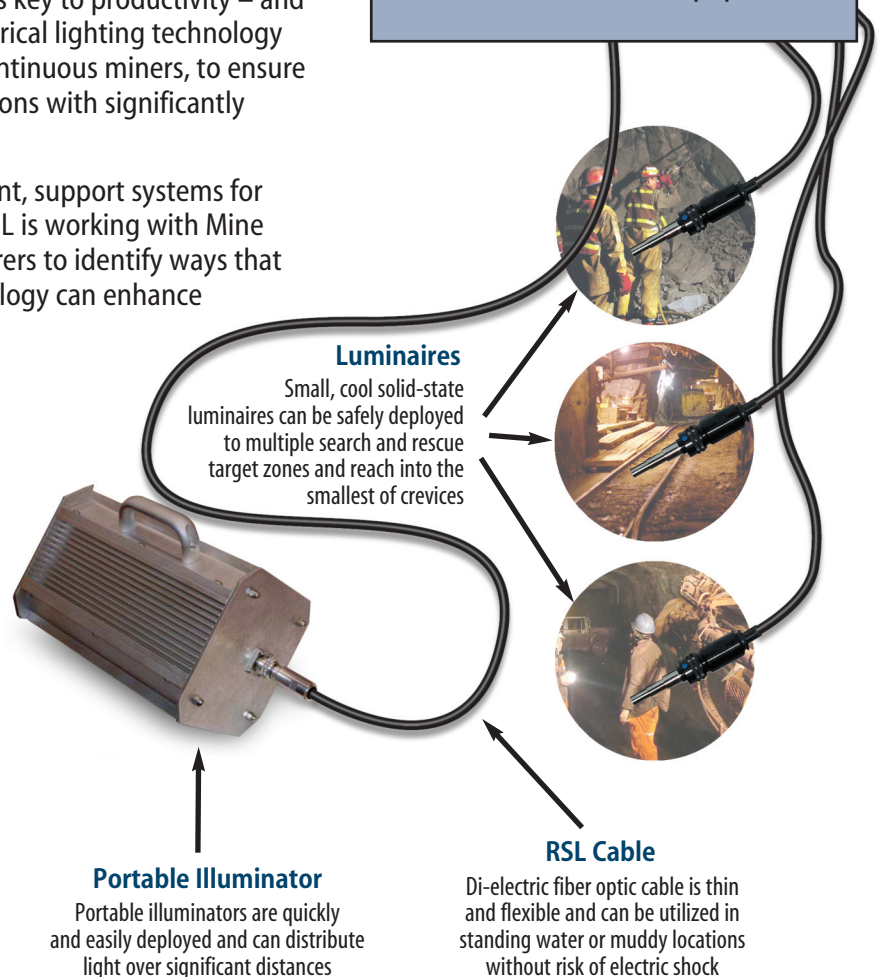 s key to productivity – and
rical lighting technology
ontinuous miners, to ensure
ons with significantly
nt, support systems for
SL is working with Mine
rers to identify ways that
ology can enhance
Luminaires
Small, cool solid-state
luminaires can be safely deployed
to multiple search and rescue
target zones and reach into the
smallest of crevices
Portable Illuminator
Portable illuminators are quickly
and easily deployed and can distribute
light over significant distances
RSL Cable
Di-electric fiber optic cable is thin
and flexible and can be utilized in
standing water or muddy locations
without risk of electric shock